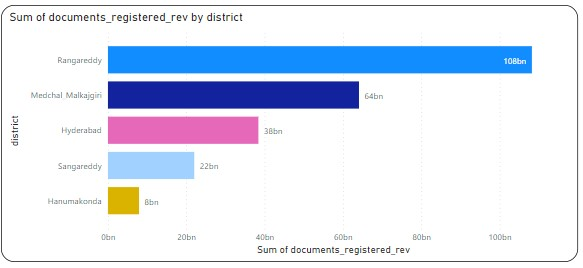 Sum of documents_registered_rev by district
Rangareddy
108bn
Medchal_Malkajgiri
64bn
Hyderabad
38bn
Sangareddy
22bn
Hanumakonda
8bn
district
0bn 20bn 40bn 60bn 80bn 100bn
Sum of documents_registered_rev